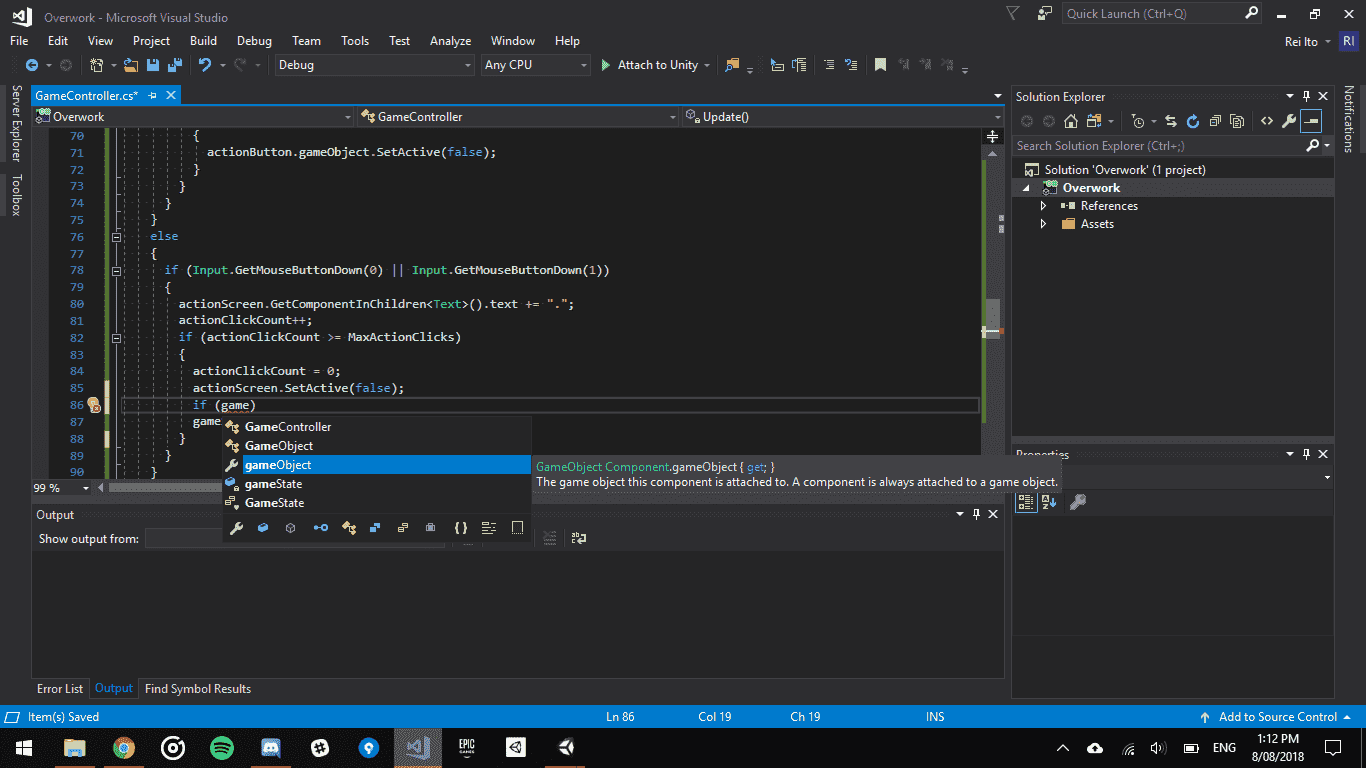 Overwork - Microsoft Visual Studio
Quick Launch (Ctrl+Q)
File Edit View Project Build Debug Team Tools Test Analyze Window Help
Rei Ito RI
Debug Any CPU Attach to Unity
Server Explorer
Toolbox
GameController.cs*
Overwork GameController Update()
70 {
71 actionButton.gameObject.SetActive(false);
72 }
73 }
74 }
75 }
76 else
77 {
78 if (Input.GetMouseButtonDown(0) || Input.GetMouseButtonDown(1))
79 {
80 actionScreen.GetComponentInChildren<Text>().text += ".";
81 actionClickCount++;
82 if (actionClickCount >= MaxActionClicks)
83 {
84 actionClickCount = 0;
85 actionScreen.SetActive(false);
86 if (game)
87 game
88 }
89 }
90 }
GameController
GameObject
gameObject
gameState
GameState
GameObject Component.gameObject { get; }
The game object this component is attached to. A component is always attached to a game object.
99 %
Output
Show output from:
Error List Output Find Symbol Results
Solution Explorer
Search Solution Explorer (Ctrl+;)
Solution 'Overwork' (1 project)
Overwork
References
Assets
Properties
Notifications
Item(s) Saved Ln 86 Col 19 Ch 19 INS Add to Source Control
EPIC
GAMES
ENG
1:12 PM
8/08/2018